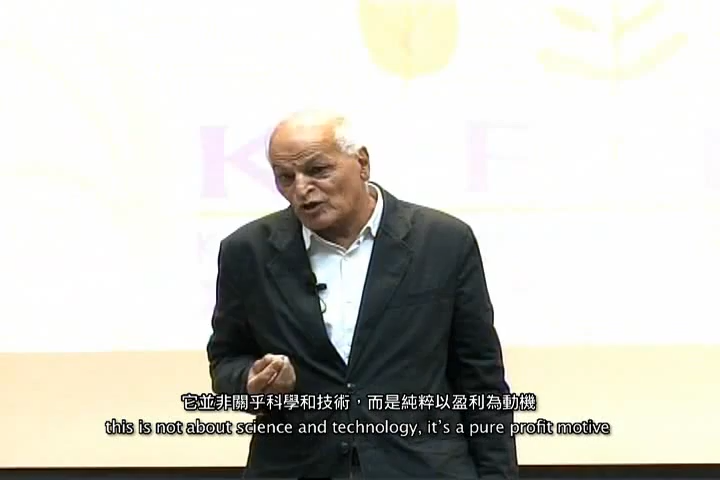 K F
它並非關乎科學和技術，而是純粹以盈利為動機
this is not about science and technology, it's a pure profit motive